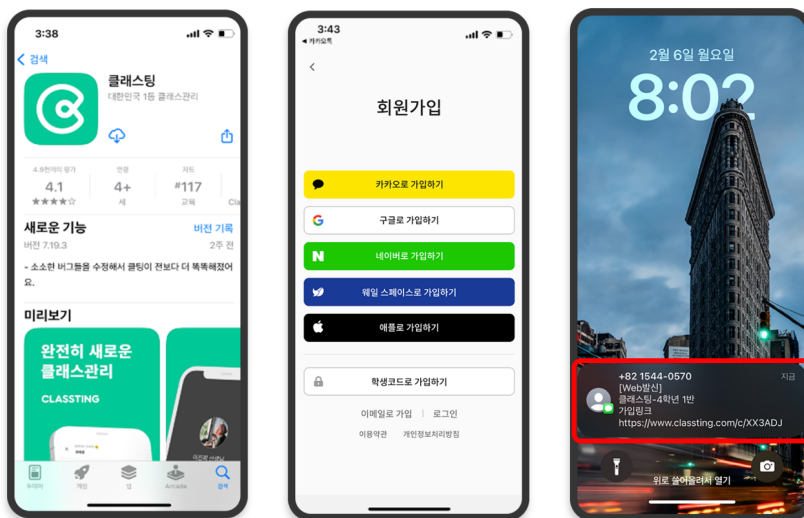 3:38
검색
클래스팅
대한민국 1등 클래스관리
4.9천개의 평가
연령
차트
4.1
4+
#117
★★★★☆
세
교육
Cla
새로운 기능
버전 기록
버전 7.19.3
2주 전
- 소소한 버그들을 수정해서 클팅이 전보다 더 똑똑해졌어
요.
미리보기
완전히 새로운
클래스관리
CLASSTING
투데이
게임
앱
Arcade
검색
3:43
카카오톡
회원가입
카카오로 가입하기
구글로 가입하기
네이버로 가입하기
웨일 스페이스로 가입하기
애플로 가입하기
학생코드로 가입하기
이메일로 가입 | 로그인
이용약관 개인정보처리방침
2월 6일 월요일
8:02
+82 1544-0570
지금
[Web발신]
클래스팅-4학년 1반
가입링크
https://www.classting.com/c/XX3ADJ
위로 쓸어올려서 열기